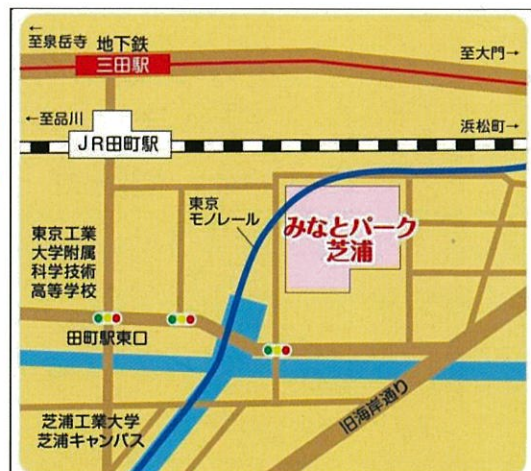 ←
至泉岳寺
地下鉄
三田駅
至大門→
←至品川
浜松町→
JR田町駅
東京
モノレール
みなとパーク
芝浦
東京工業
大学附属
科学技術
高等学校
田町駅東口
旧海岸通り
芝浦工業大学
芝浦キャンパス